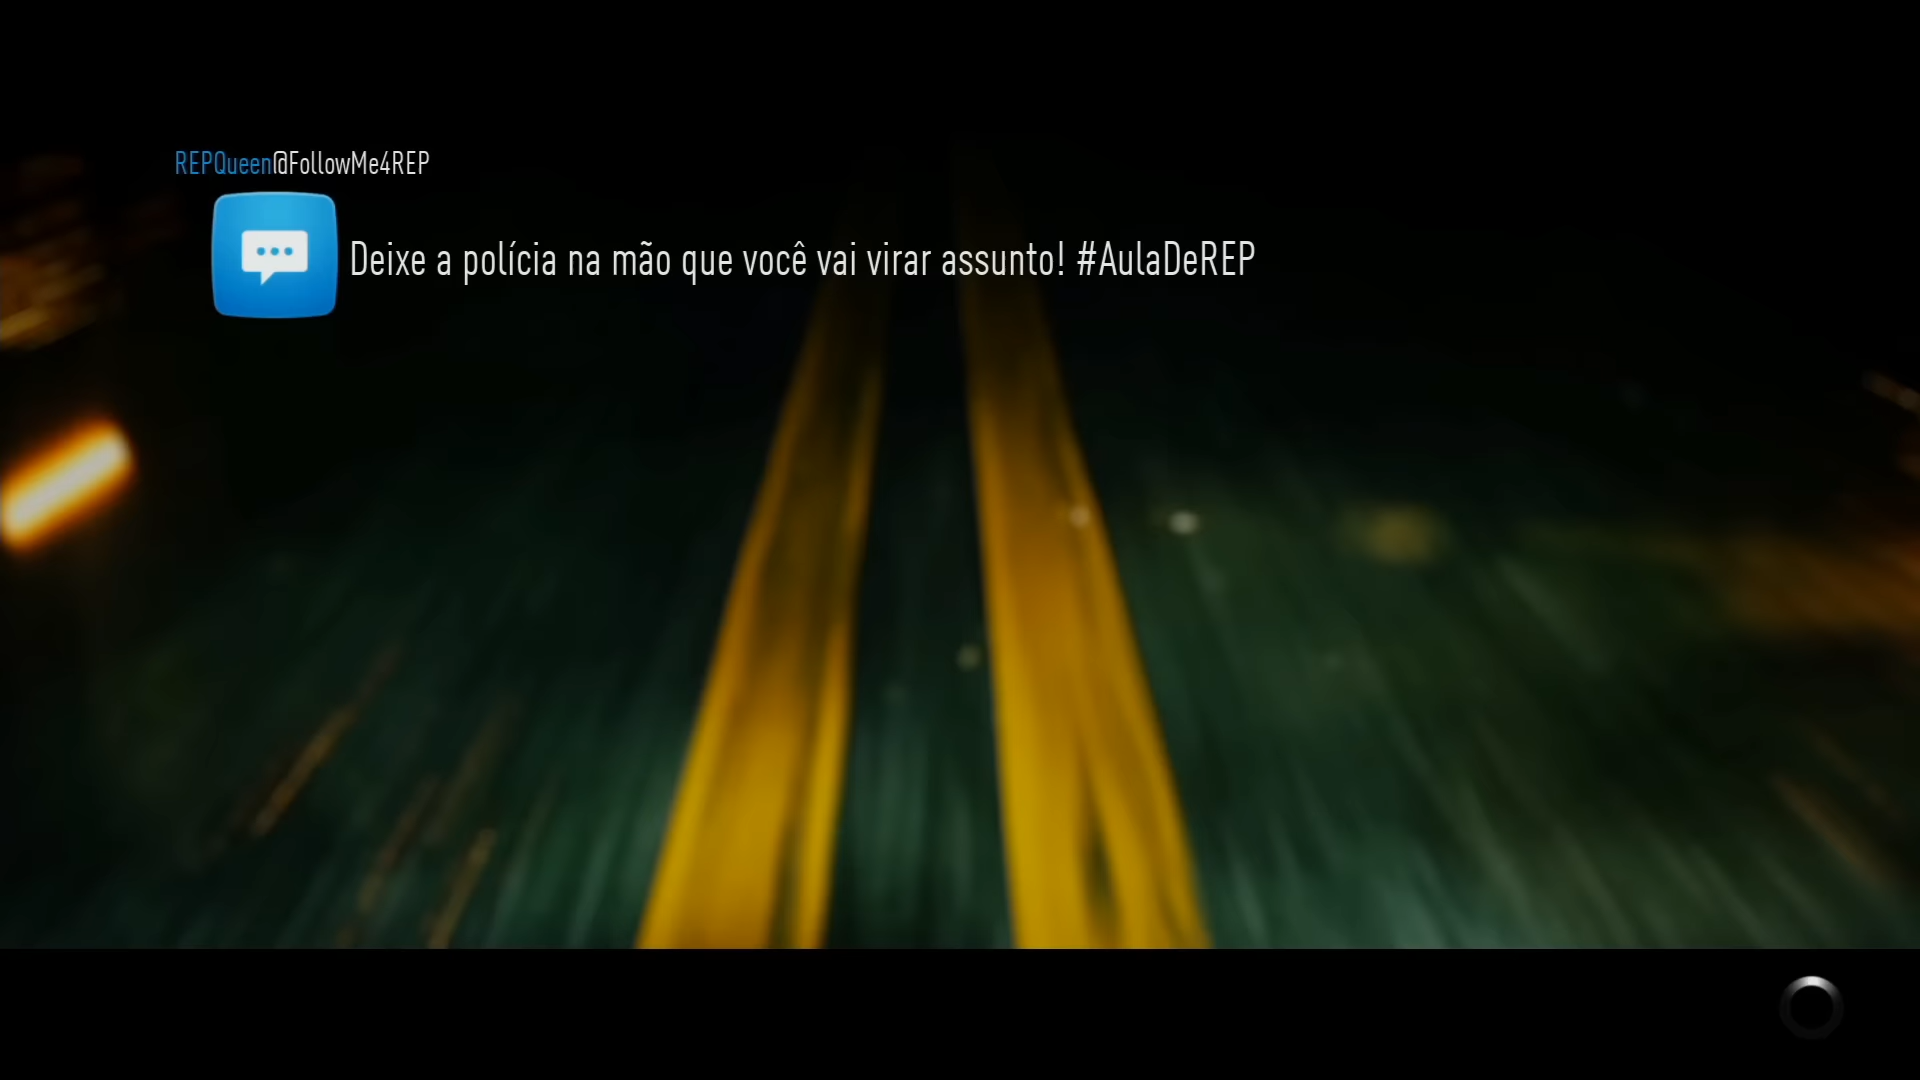 REPQueen@FollowMe4REP
Deixe a polícia na mão que você vai virar assunto! #AulaDeREP